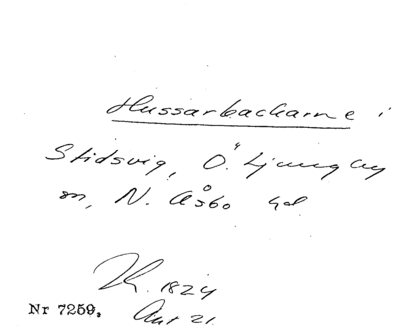 Hussarbackarne i
Stidsvig, Ö. Ljungby
sn, N. Åsbo hd
1824
Nr 7259.